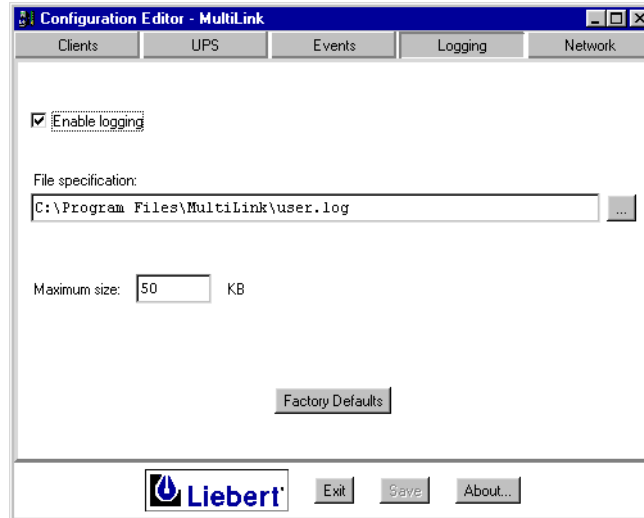 Configuration Editor - MultiLink
Clients UPS Events Logging Network
Enable logging
File specification:
C:\Program Files\MultiLink\user.log ...
Maximum size: 50 KB
Factory Defaults
Liebert Exit Save About...